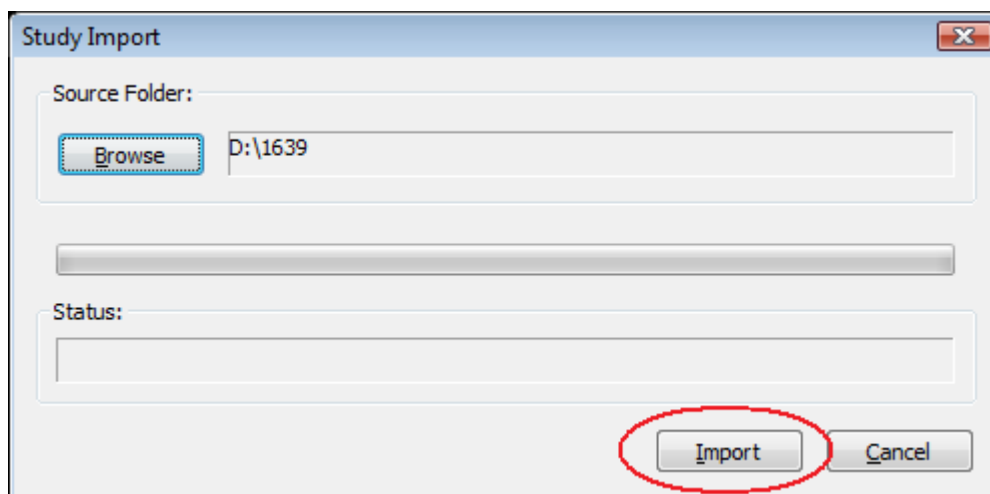 Study Import
Source Folder:
Browse
D:\1639
Status:
Import
Cancel